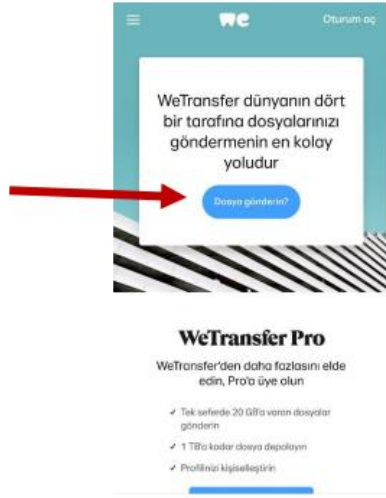 we
Oturum aç
WeTransfer dünyanın dört
bir tarafına dosyalarınızı
göndermenin en kolay
yoludur
Dosya gönderin?
WeTransfer Pro
WeTransfer'den daha fazlasını elde
edin, Pro'a üye olun
✓ Tek seferde 20 GB'a varan dosyalar
gönderin
✓ 1 TB'a kadar dosya depolayın
✓ Profilinizi kişiselleştirin